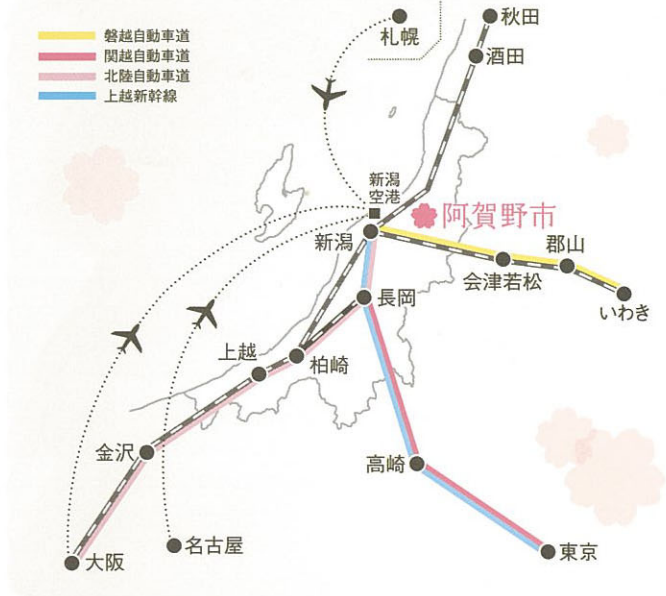 磐越自動車道
関越自動車道
北陸自動車道
上越新幹線
札幌
秋田
酒田
新潟
空港
阿賀野市
新潟
郡山
会津若松
いわき
長岡
上越
柏崎
金沢
高崎
名古屋
大阪
東京